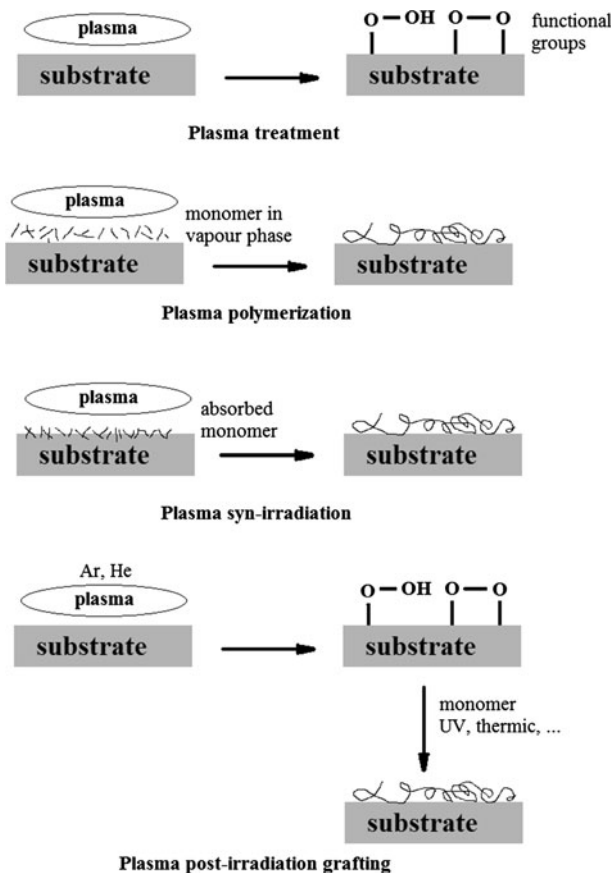 plasma
substrate
O — OH O — O
functional
groups
substrate
Plasma treatment
plasma
monomer in
vapour phase
substrate
substrate
Plasma polymerization
plasma
absorbed
monomer
substrate
substrate
Plasma syn-irradiation
Ar, He
plasma
substrate
O — OH O — O
substrate
monomer
UV, thermic, ...
substrate
Plasma post-irradiation grafting